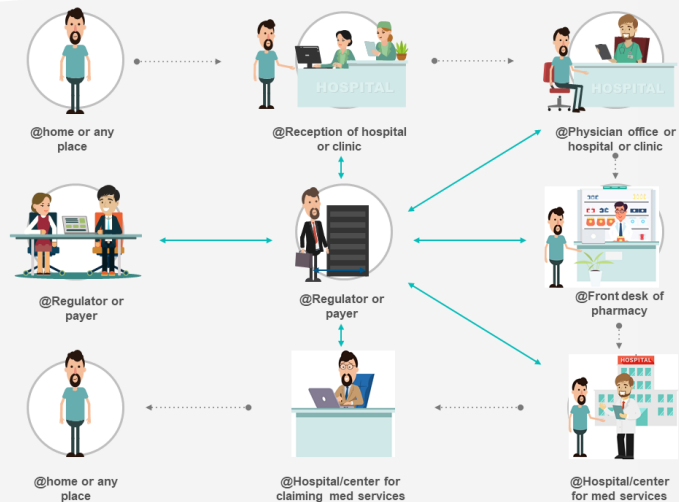 HOSPITAL
HOSPITAL
@home or any
place
@Reception of hospital
or clinic
@Physician office or
hospital or clinic
@Regulator or
payer
@Regulator or
payer
@Front desk of
pharmacy
HOSPITAL
@home or any
place
@Hospital/center for
claiming med services
@Hospital/center
for med services